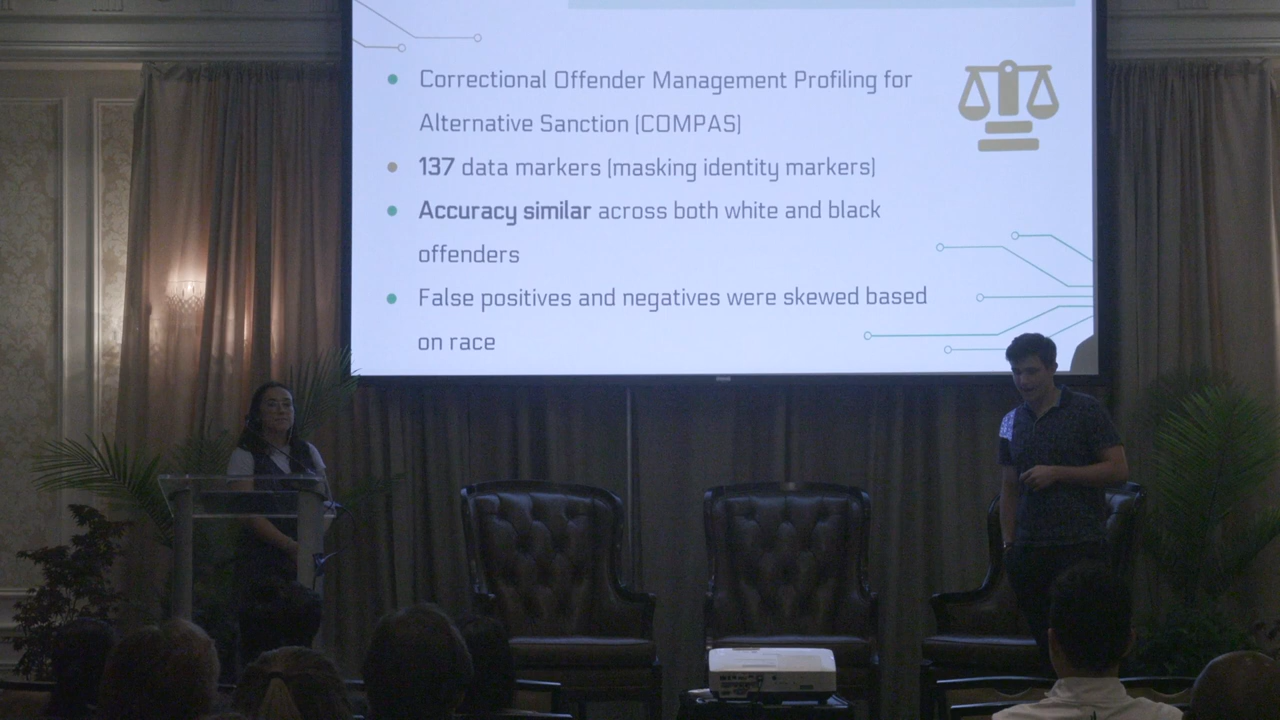 Correctional Offender Management Profiling for
Alternative Sanction (COMPAS)
137 data markers (masking identity markers)
Accuracy similar across both white and black
offenders
False positives and negatives were skewed based
on race